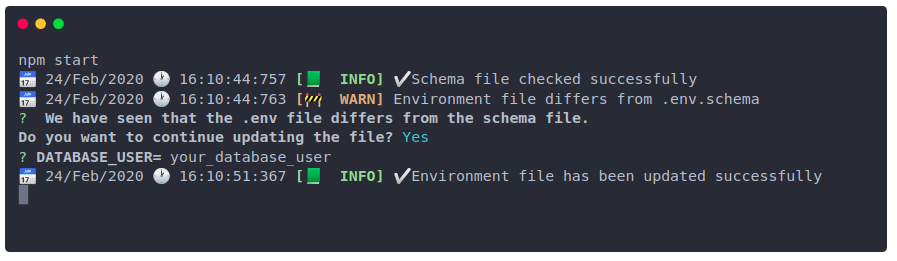 npm start
📅 24/Feb/2020 🕐 16:10:44:757 [📗 INFO] ✔Schema file checked successfully
📅 24/Feb/2020 🕐 16:10:44:763 [🚧 WARN] Environment file differs from .env.schema
? We have seen that the .env file differs from the schema file.
Do you want to continue updating the file? Yes
? DATABASE_USER= your_database_user
📅 24/Feb/2020 🕐 16:10:51:367 [📗 INFO] ✔Environment file has been updated successfully